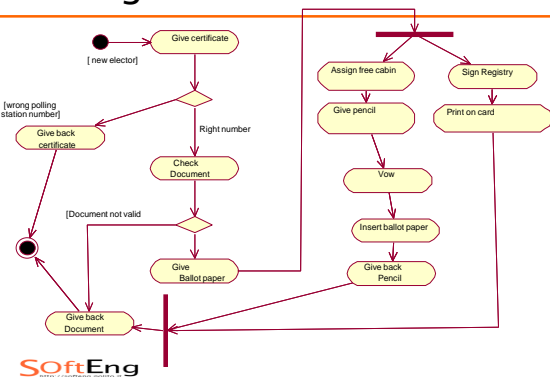 Give certificate
[ new elector]
Assign free cabin
Sign Registry
[wrong polling
station number]
Give pencil
Print on card
Give back
certificate
Right number
Check
Document
Vow
[Document not valid
Insert ballot paper
Give
Ballot paper
Give back
Pencil
Give back
Document
SOftEng